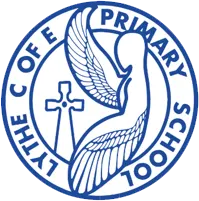 LYTHE C OF E PRIMARY SCHOOL